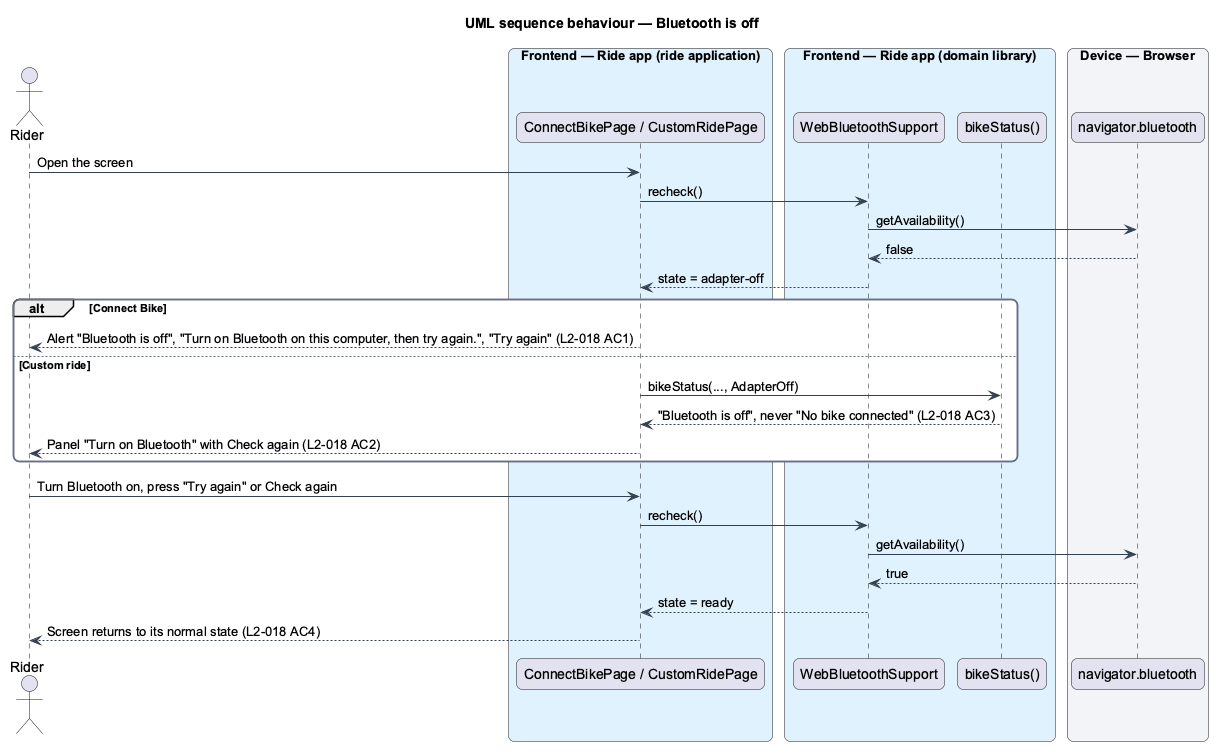 UML sequence behaviour — Bluetooth is off
Frontend — Ride app (ride application)
Frontend — Ride app (domain library)
Device — Browser
Rider
ConnectBikePage / CustomRidePage
WebBluetoothSupport
bikeStatus()
navigator.bluetooth
Open the screen
recheck()
getAvailability()
false
state = adapter-off
alt
[Connect Bike]
Alert "Bluetooth is off", "Turn on Bluetooth on this computer, then try again.", "Try again" (L2-018 AC1)
[Custom ride]
bikeStatus(..., AdapterOff)
"Bluetooth is off", never "No bike connected" (L2-018 AC3)
Panel "Turn on Bluetooth" with Check again (L2-018 AC2)
Turn Bluetooth on, press "Try again" or Check again
recheck()
getAvailability()
true
state = ready
Screen returns to its normal state (L2-018 AC4)
Rider
ConnectBikePage / CustomRidePage
WebBluetoothSupport
bikeStatus()
navigator.bluetooth